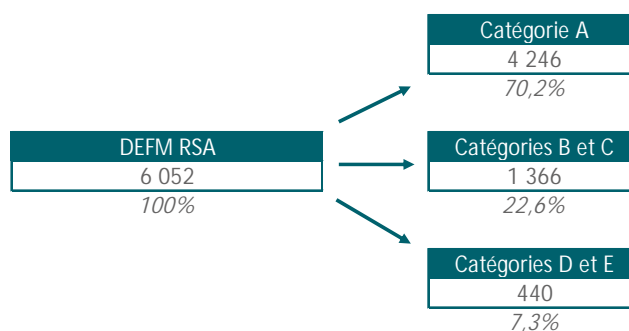 Catégorie A
4 246
70,2%
DEFM RSA
6 052
100%
Catégories B et C
1 366
22,6%
Catégories D et E
440
7,3%